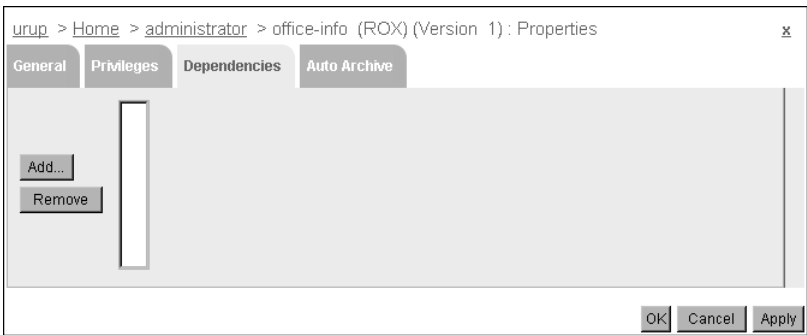 urup > Home > administrator > office-info (ROX) (Version 1) : Properties x
General Privileges Dependencies Auto Archive
Add...
Remove
OK Cancel Apply